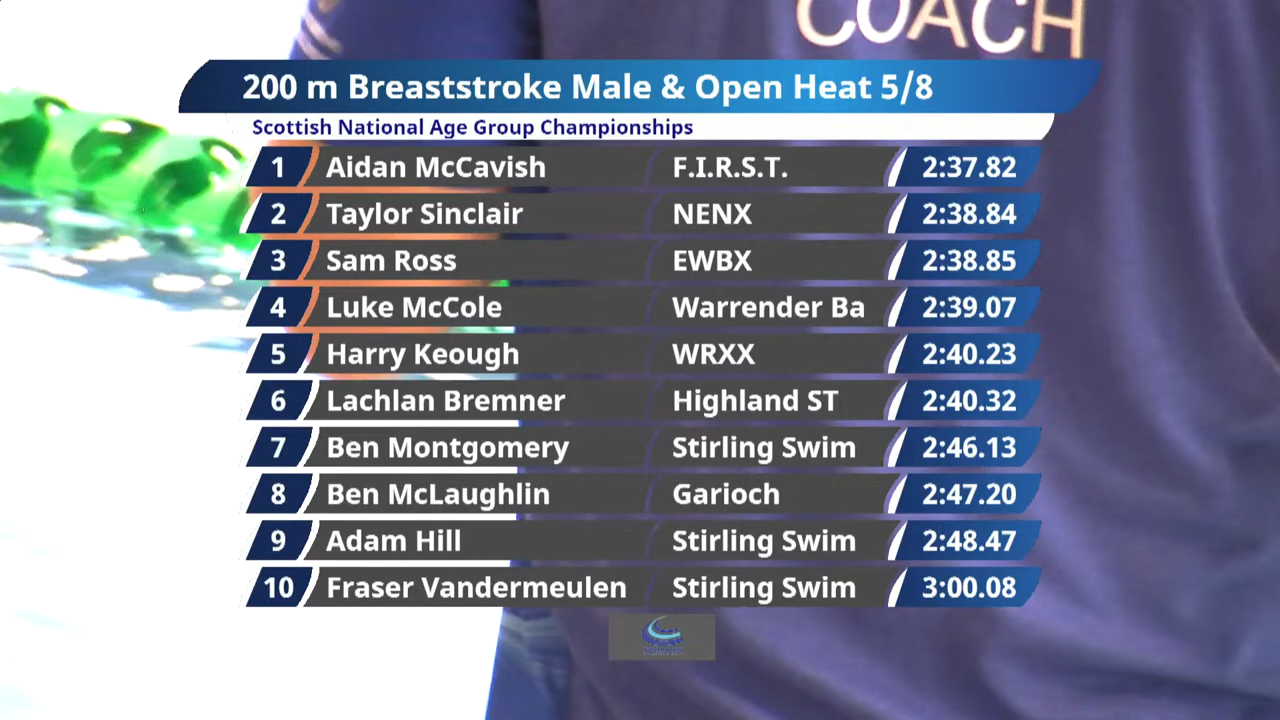 COACH
200 m Breaststroke Male & Open Heat 5/8
Scottish National Age Group Championships
1 Aidan McCavish F.I.R.S.T. 2:37.82
2 Taylor Sinclair NENX 2:38.84
3 Sam Ross EWBX 2:38.85
4 Luke McCole Warrender Ba 2:39.07
5 Harry Keough WRXX 2:40.23
6 Lachlan Bremner Highland ST 2:40.32
7 Ben Montgomery Stirling Swim 2:46.13
8 Ben McLaughlin Garioch 2:47.20
9 Adam Hill Stirling Swim 2:48.47
10 Fraser Vandermeulen Stirling Swim 3:00.08